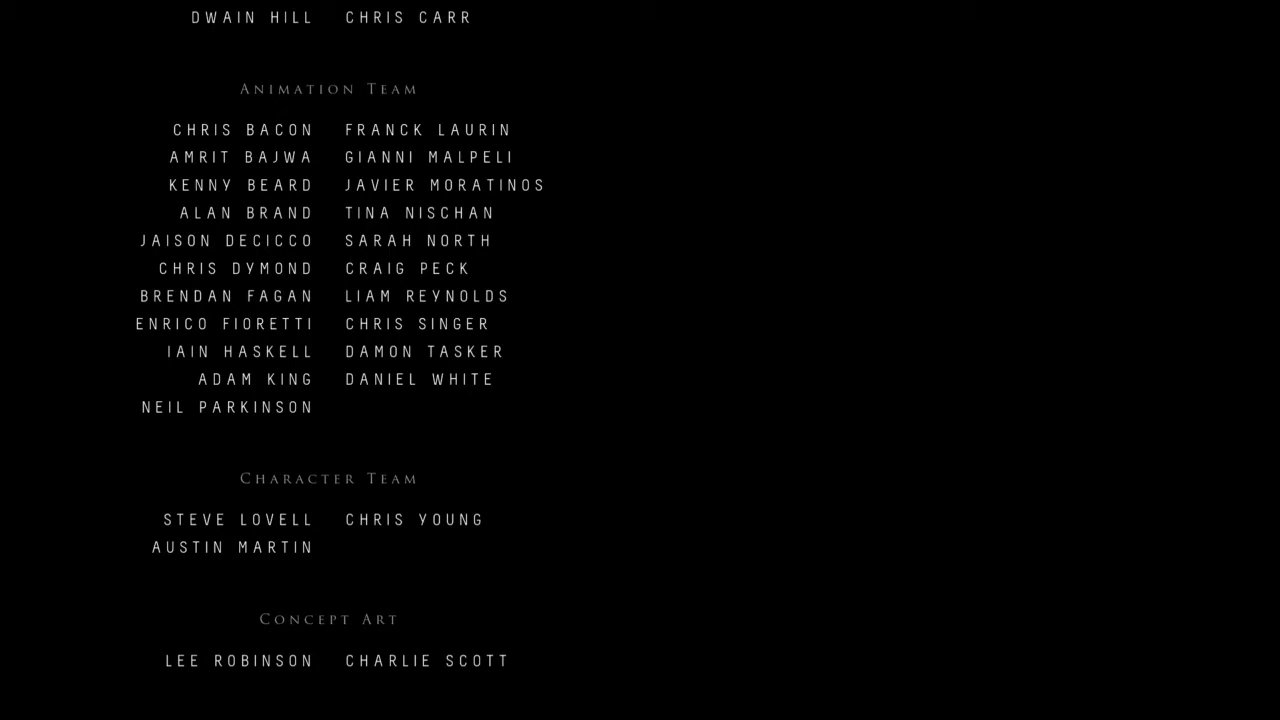 DWAIN HILL CHRIS CARR
Animation Team
CHRIS BACON FRANCK LAURIN
AMRIT BAJWA GIANNI MALPELI
KENNY BEARD JAVIER MORATINOS
ALAN BRAND TINA NISCHAN
JAISON DECICCO SARAH NORTH
CHRIS DYMOND CRAIG PECK
BRENDAN FAGAN LIAM REYNOLDS
ENRICO FIORETTI CHRIS SINGER
IAIN HASKELL DAMON TASKER
ADAM KING DANIEL WHITE
NEIL PARKINSON
Character Team
STEVE LOVELL CHRIS YOUNG
AUSTIN MARTIN
Concept Art
LEE ROBINSON CHARLIE SCOTT